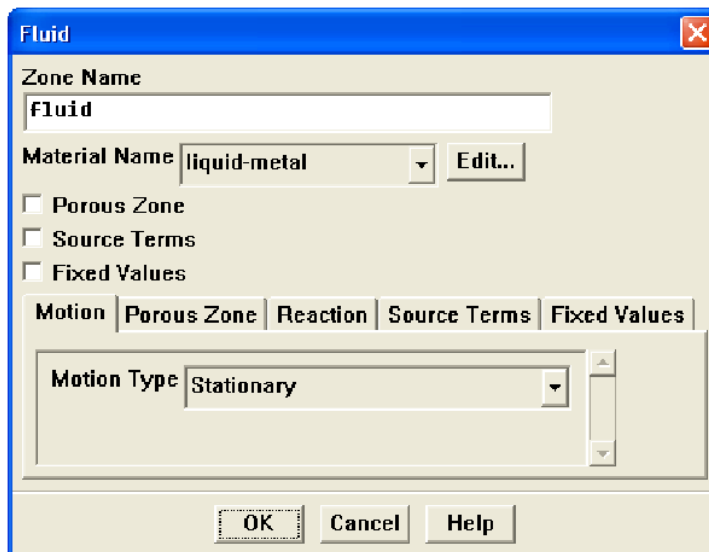 Fluid
Zone Name
fluid
Material Name liquid-metal Edit...
Porous Zone
Source Terms
Fixed Values
Motion Porous Zone Reaction Source Terms Fixed Values
Motion Type Stationary
OK Cancel Help